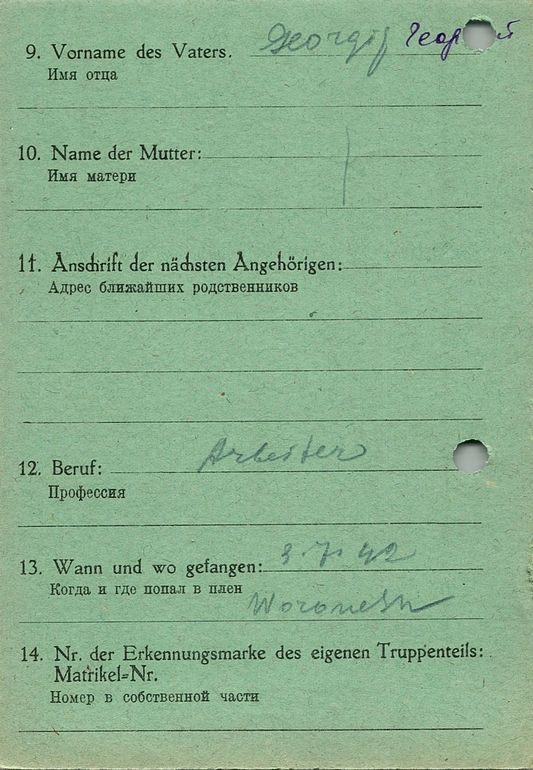 9. Vorname des Vaters. Georgij
Имя отца
10. Name der Mutter:
Имя матери
11. Anschrift der nächsten Angehörigen:
Адрес ближайших родственников
12. Beruf: Arbeiter
Профессия
13. Wann und wo gefangen: 3.7.42
Когда и где попал в плен Woronesh
14. Nr. der Erkennungsmarke des eigenen Truppenteils:
Matrikel=Nr.
Номер в собственной части